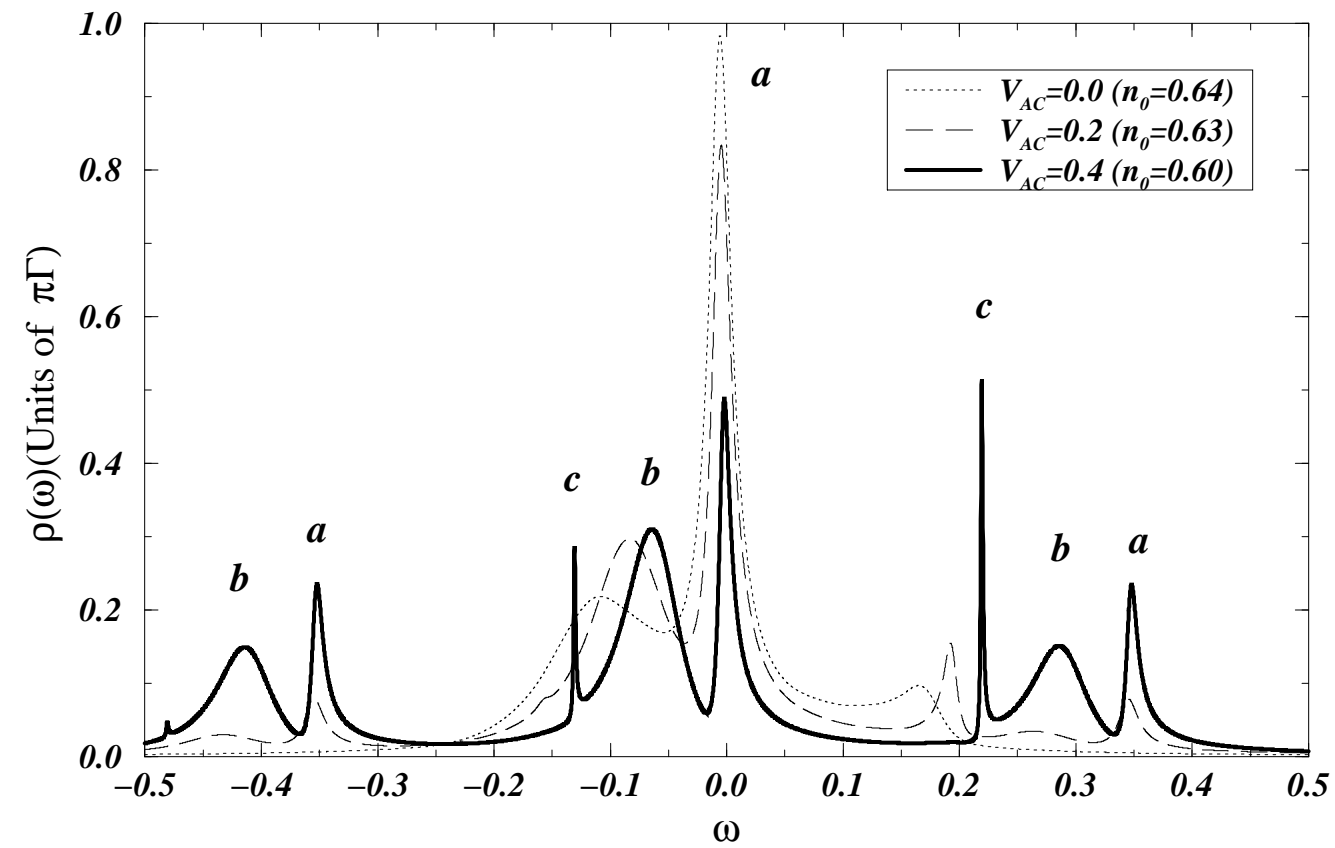 1.0
a
V_AC=0.0 (n_0=0.64)
V_AC=0.2 (n_0=0.63)
V_AC=0.4 (n_0=0.60)
0.8
0.6
c
ρ(ω)(Units of πΓ)
0.4
c
b
a
b
b
a
0.2
0.0
−0.5 −0.4 −0.3 −0.2 −0.1 0.0 0.1 0.2 0.3 0.4 0.5
ω